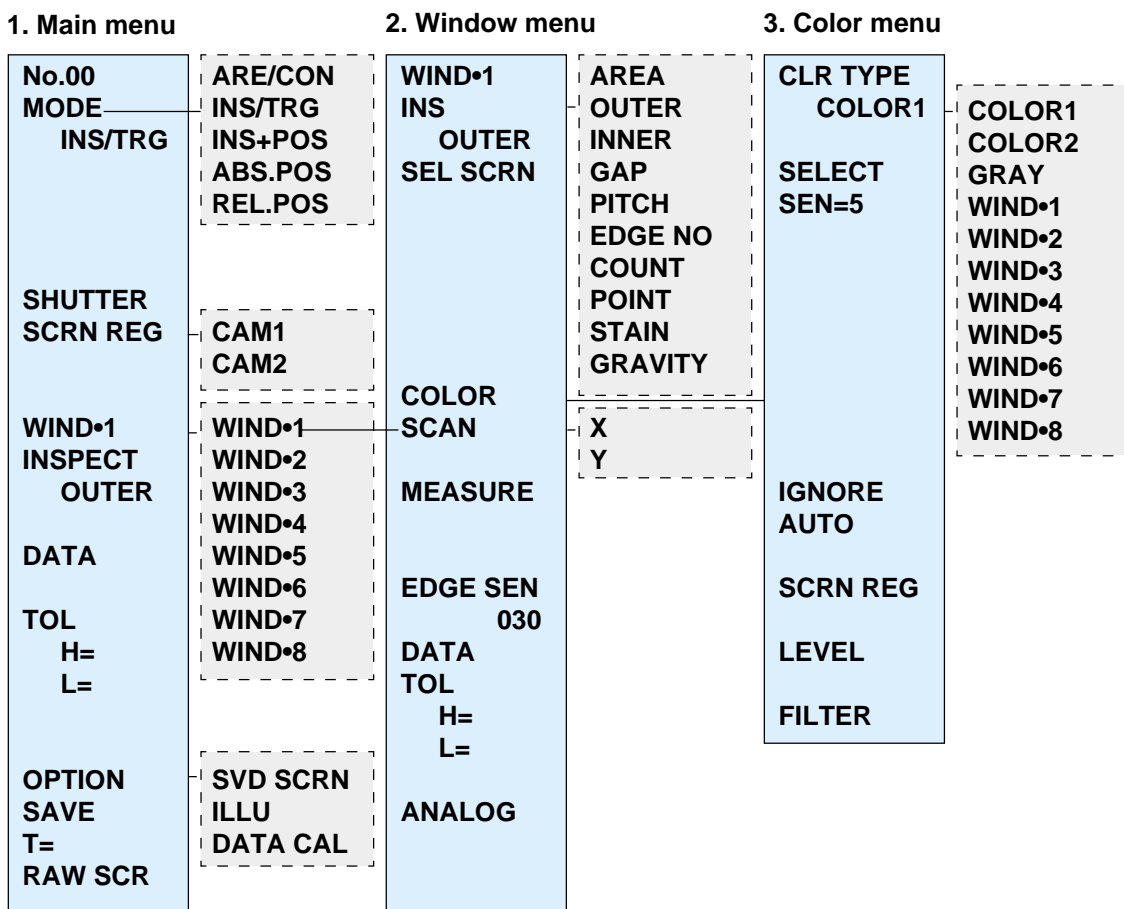 1. Main menu
No.00
MODE
INS/TRG
SHUTTER
SCRN REG
WIND•1
INSPECT
OUTER
DATA
TOL
H=
L=
OPTION
SAVE
T=
RAW SCR
ARE/CON
INS/TRG
INS+POS
ABS.POS
REL.POS
CAM1
CAM2
WIND•1
WIND•2
WIND•3
WIND•4
WIND•5
WIND•6
WIND•7
WIND•8
SVD SCRN
ILLU
DATA CAL
2. Window menu
WIND•1
INS
OUTER
SEL SCRN
COLOR
SCAN
MEASURE
EDGE SEN
030
DATA
TOL
H=
L=
ANALOG
AREA
OUTER
INNER
GAP
PITCH
EDGE NO
COUNT
POINT
STAIN
GRAVITY
X
Y
3. Color menu
CLR TYPE
COLOR1
SELECT
SEN=5
IGNORE
AUTO
SCRN REG
LEVEL
FILTER
COLOR1
COLOR2
GRAY
WIND•1
WIND•2
WIND•3
WIND•4
WIND•5
WIND•6
WIND•7
WIND•8